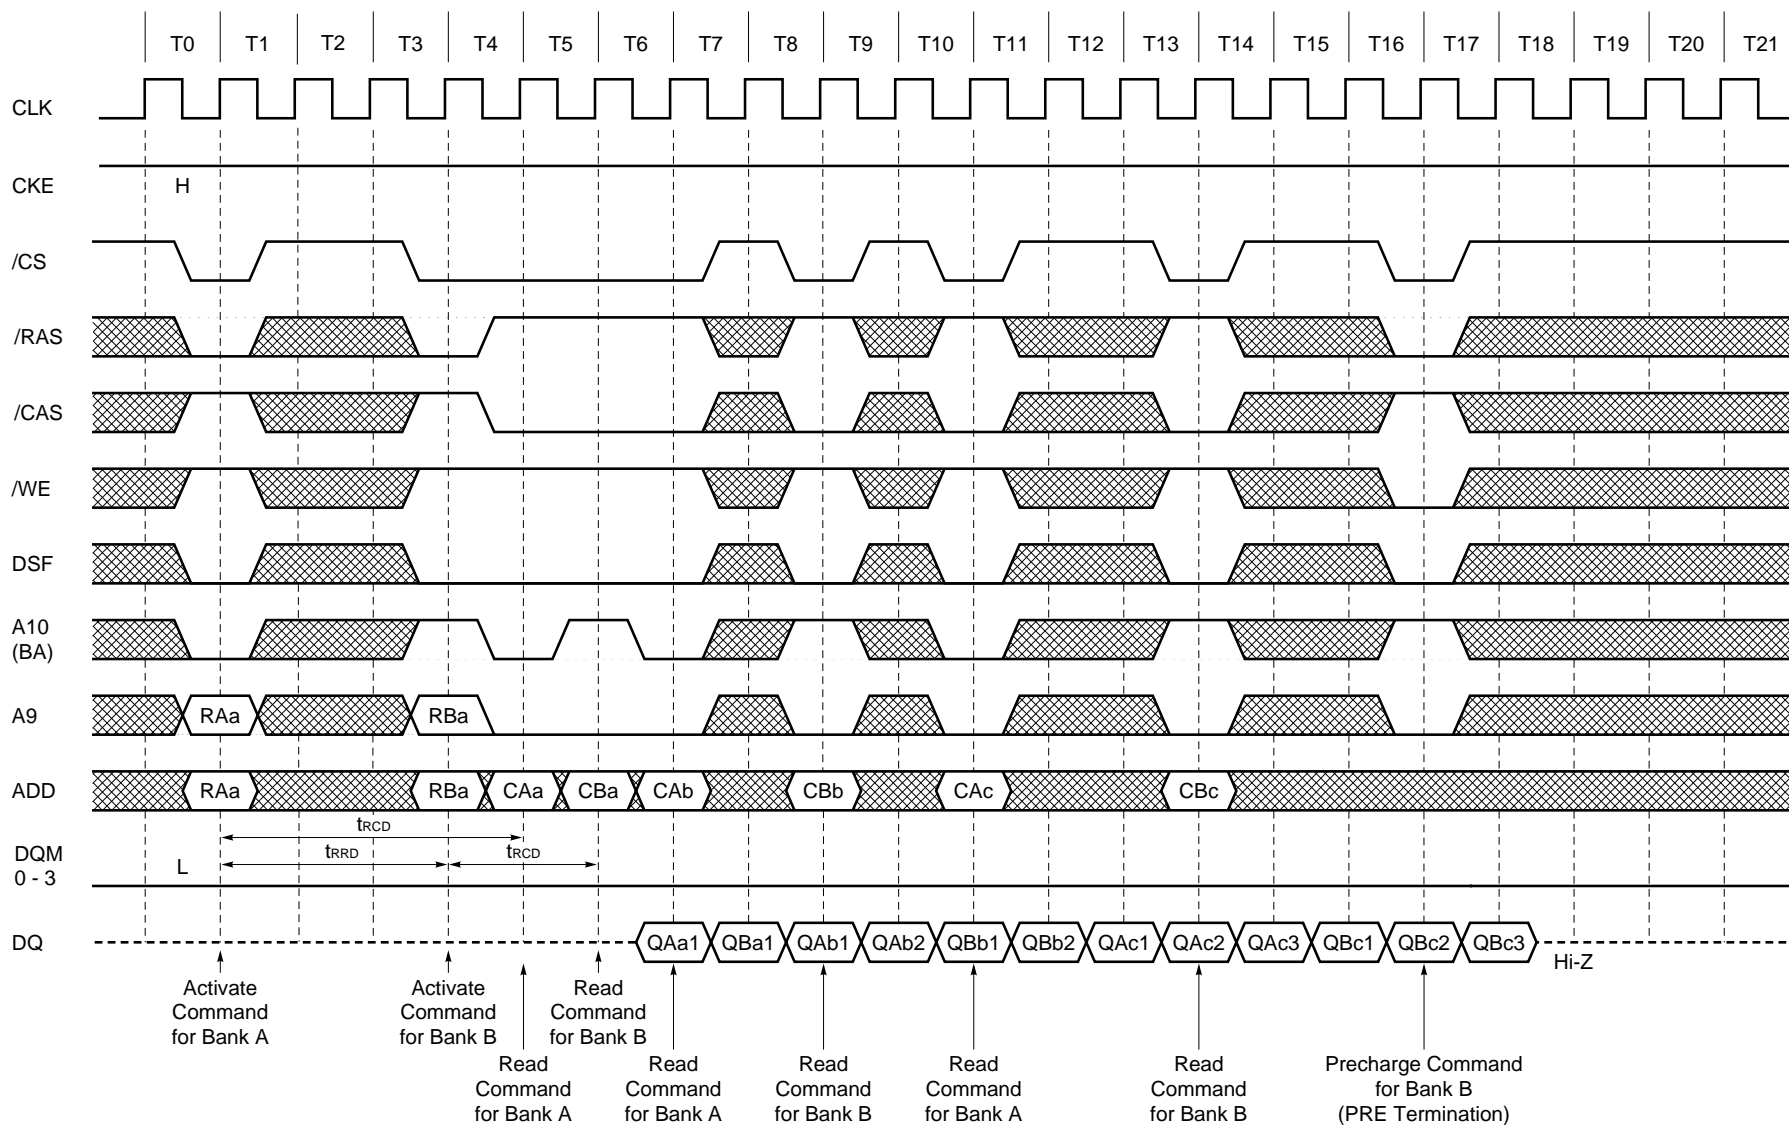 T0 T1 T2 T3 T4 T5 T6 T7 T8 T9 T10 T11 T12 T13 T14 T15 T16 T17 T18 T19 T20 T21
CLK
CKE
H
/CS
/RAS
/CAS
/WE
DSF
A10
(BA)
A9 RAa RBa
ADD RAa RBa CAa CBa CAb CBb CAc CBc
tRCD
tRRD tRCD
DQM
0 - 3
L
DQ QAa1 QBa1 QAb1 QAb2 QBb1 QBb2 QAc1 QAc2 QAc3 QBc1 QBc2 QBc3
Hi-Z
Activate
Command
for Bank A
Activate
Command
for Bank B
Read
Command
for Bank B
Read
Command
for Bank A
Read
Command
for Bank A
Read
Command
for Bank B
Read
Command
for Bank A
Read
Command
for Bank B
Precharge Command
for Bank B
(PRE Termination)